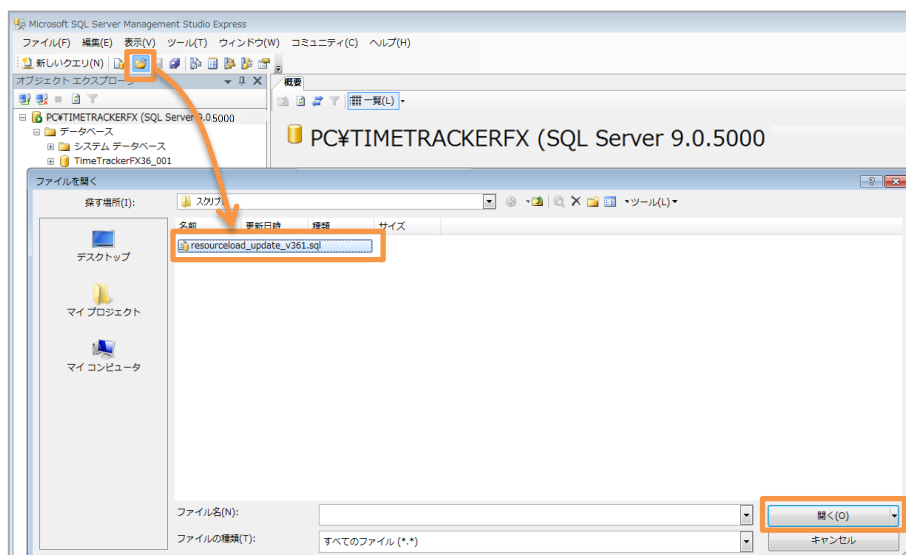 Microsoft SQL Server Management Studio Express
ファイル(F) 編集(E) 表示(V) ツール(T) ウィンドウ(W) コミュニティ(C) ヘルプ(H)
新しいクエリ(N)
オブジェクト エクスプローラ
概要
一覧(L)
PC¥TIMETRACKERFX (SQL Server 9.0.5000
データベース
システム データベース
TimeTrackerFX36_001
PC¥TIMETRACKERFX (SQL Server 9.0.5000
ファイルを開く
探す場所(I):
ツール(L)
名前 更新日時 種類 サイズ
resourceload_update_v361.sql
デスクトップ
マイ プロジェクト
マイ コンピュータ
ファイル名(N):
開く(O)
ファイルの種類(T):
すべてのファイル (*.*)
キャンセル